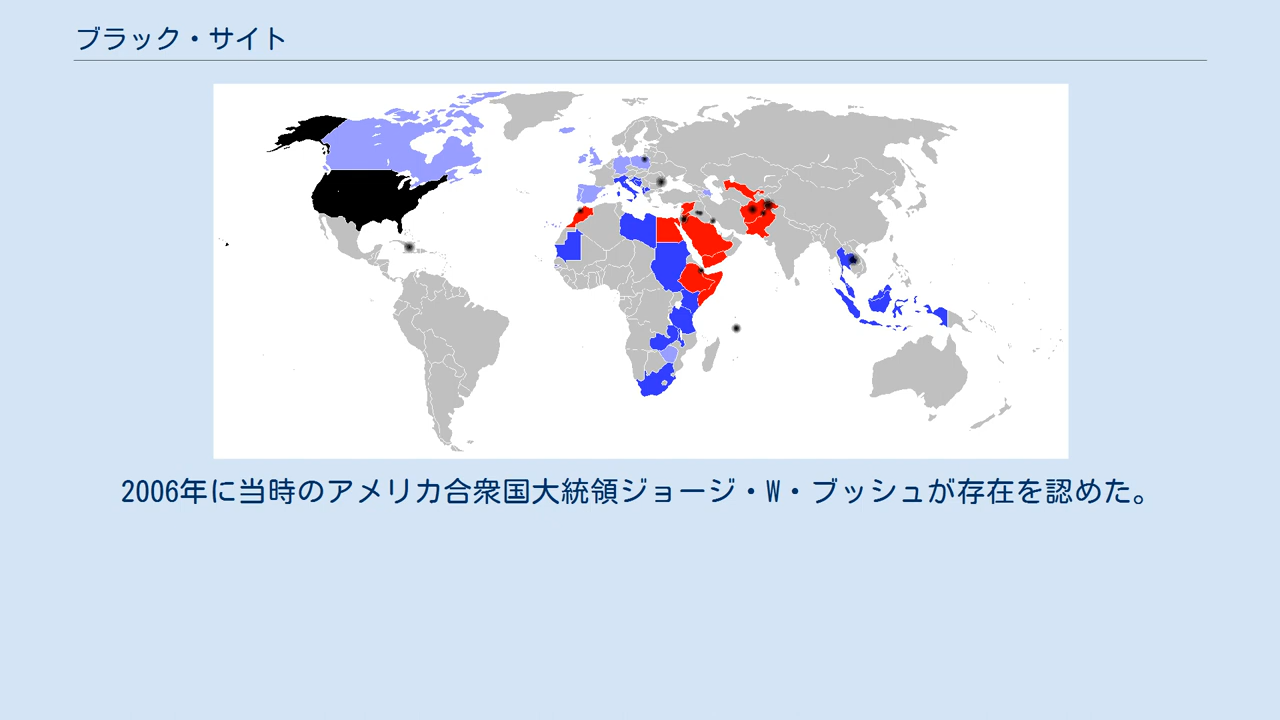 ブラック・サイト
2006年に当時のアメリカ合衆国大統領ジョージ・W・ブッシュが存在を認めた。